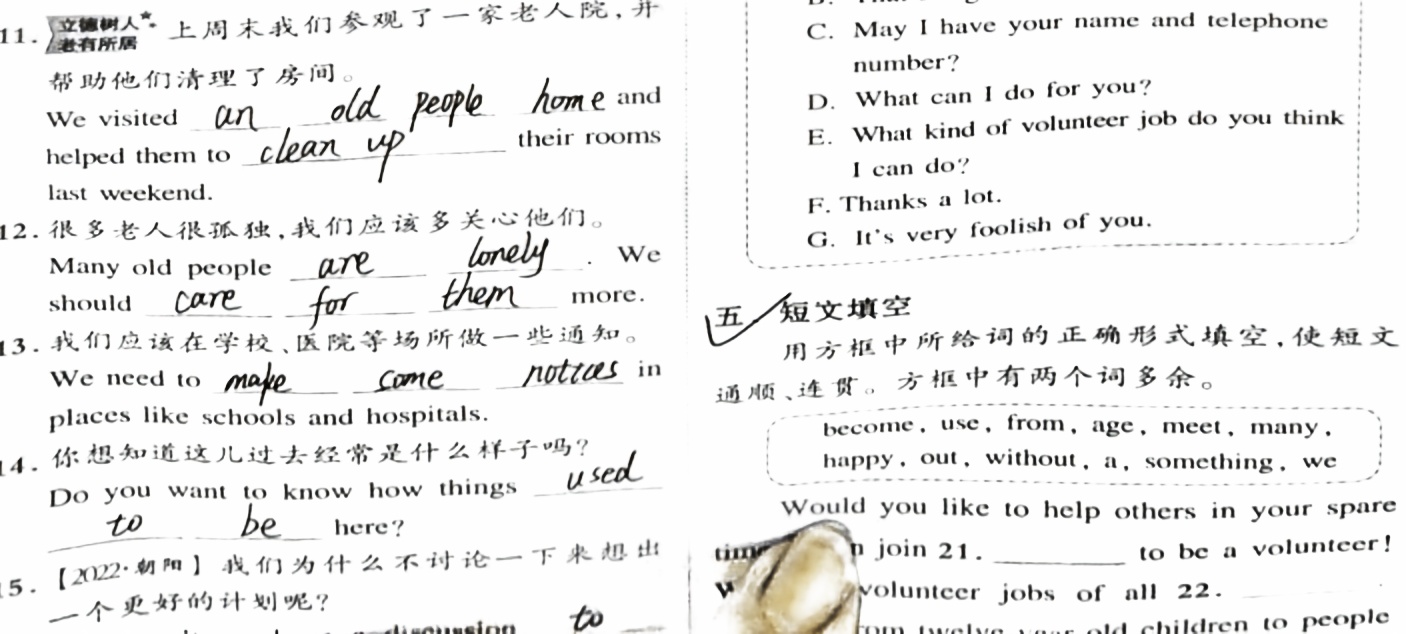 11. 立德树人 老有所居 上周末我们参观了一家老人院,并
帮助他们清理了房间。
We visited an old people home and
helped them to clean up their rooms
last weekend.
12. 很多老人很孤独,我们应该多关心他们。
Many old people are lonely. We
should care for them more.
13. 我们应该在学校、医院等场所做一些通知。
We need to make come notices in
places like schools and hospitals.
14. 你想知道这儿过去经常是什么样子吗?
Do you want to know how things used
to be here?
15. 【2022·朝阳】我们为什么不讨论一下来想出
一个更好的计划呢?
discussion to
C. May I have your name and telephone
number?
D. What can I do for you?
E. What kind of volunteer job do you think
I can do?
F. Thanks a lot.
G. It's very foolish of you.
五、短文填空
用方框中所给词的正确形式填空,使短文
通顺、连贯。方框中有两个词多余。
become, use, from, age, meet, many,
happy, out, without, a, something, we
Would you like to help others in your spare
time join 21. to be a volunteer!
volunteer jobs of all 22.
twelve year old children to people